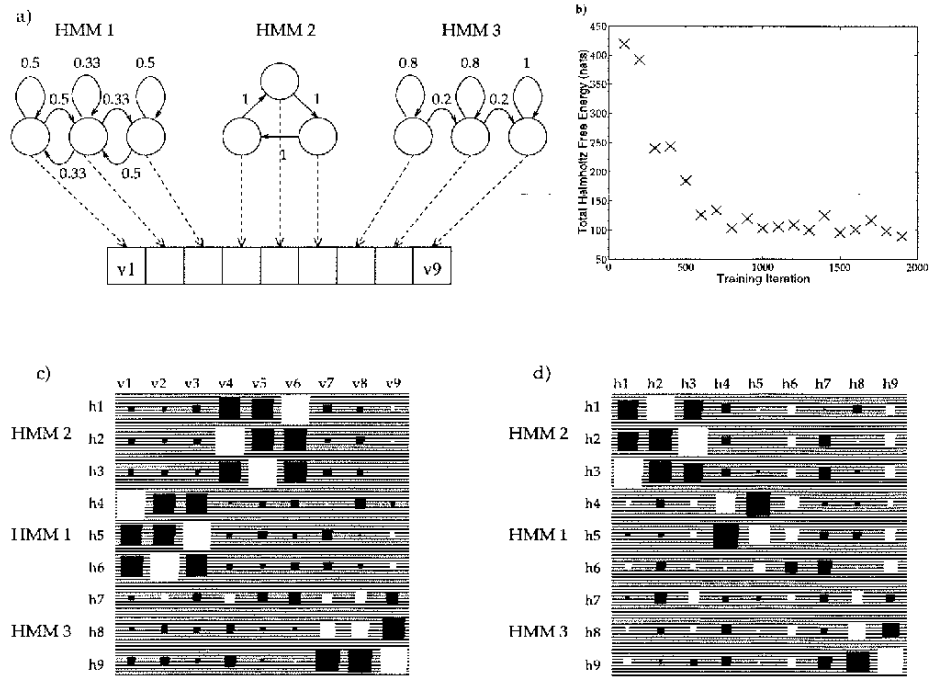 a)
HMM 1 HMM 2 HMM 3
0.5 0.33 0.5 0.8 0.8 1
0.5 0.33 1 1 0.2 0.2
0.33 0.5 1
v1 v9
b)
Total Halmholtz Free Energy (nats)
450
400
350
300
250
200
150
100
50
0 500 1000 1500 2000
Training Iteration
c)
v1 v2 v3 v4 v5 v6 v7 v8 v9
h1
HMM 2 h2
h3
h4
HMM 1 h5
h6
h7
HMM 3 h8
h9
d)
h1 h2 h3 h4 h5 h6 h7 h8 h9
h1
HMM 2 h2
h3
h4
HMM 1 h5
h6
h7
HMM 3 h8
h9